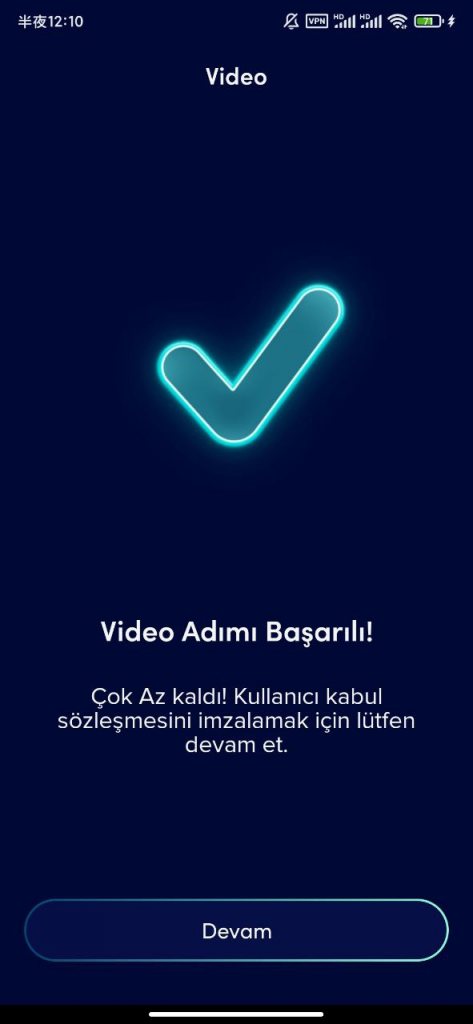 半夜12:10
VPN HD HD 71
Video
Video Adımı Başarılı!
Çok Az kaldı! Kullanıcı kabul
sözleşmesini imzalamak için lütfen
devam et.
Devam